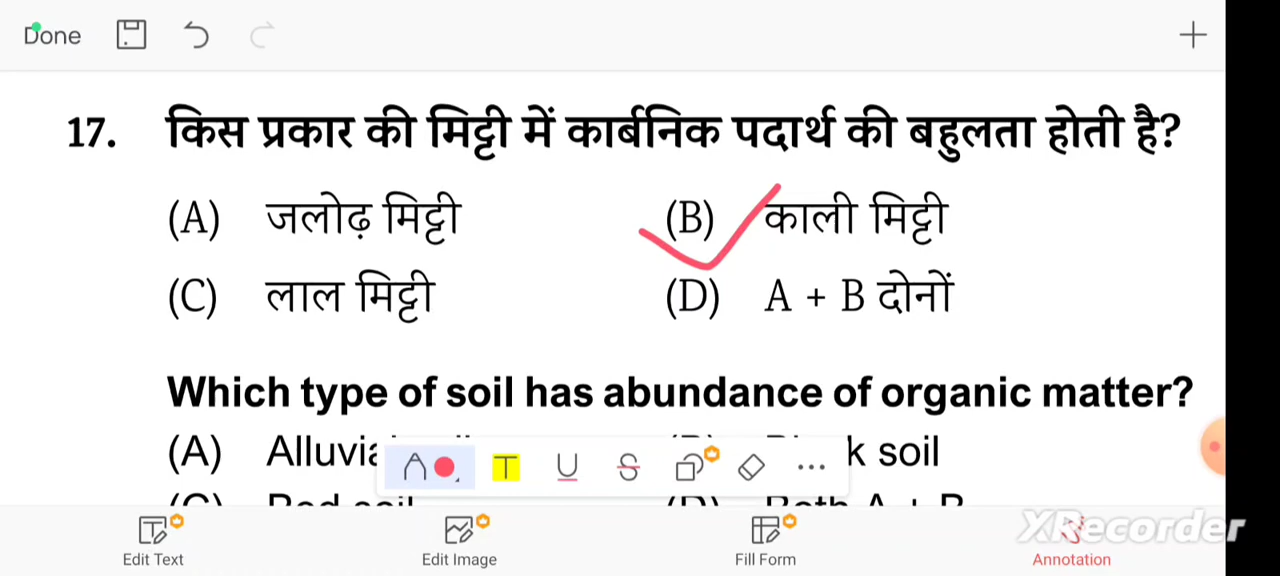 Done
17. किस प्रकार की मिट्टी में कार्बनिक पदार्थ की बहुलता होती है?
(A) जलोढ़ मिट्टी (B) काली मिट्टी
(C) लाल मिट्टी (D) A + B दोनों
Which type of soil has abundance of organic matter?
(A) soil
Edit Text Edit Image Fill Form Annotation
XRecorder